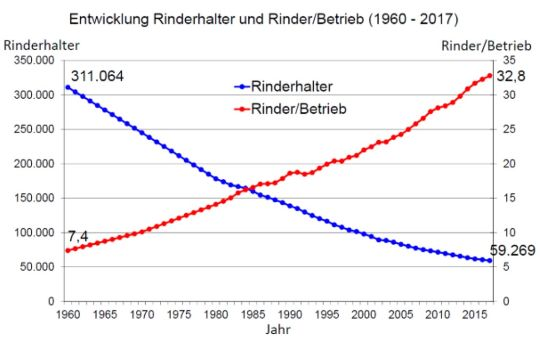 Entwicklung Rinderhalter und Rinder/Betrieb (1960 - 2017)
Rinderhalter
Rinder/Betrieb
350.000
35
311.064
32,8
Rinderhalter
300.000
30
Rinder/Betrieb
250.000
25
200.000
20
150.000
15
100.000
10
7,4
59.269
50.000
5
0
0
1960 1965 1970 1975 1980 1985 1990 1995 2000 2005 2010 2015
Jahr